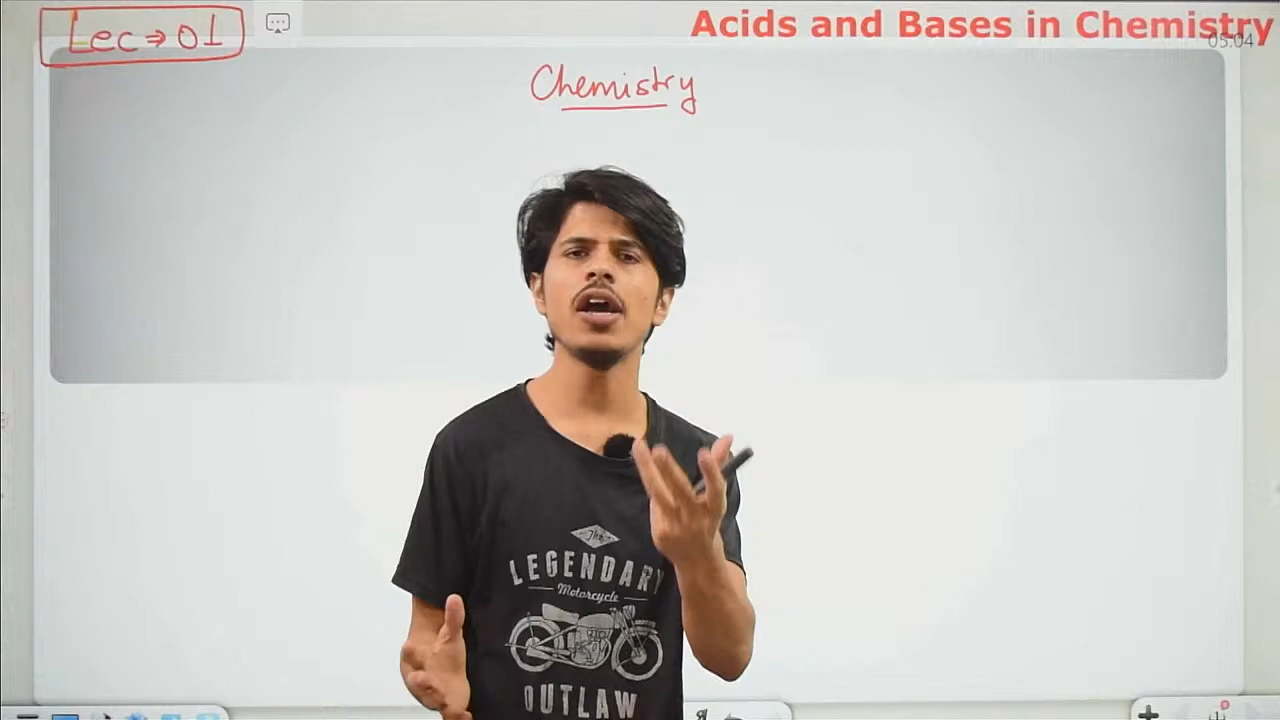 Lec ⇒ 01
Acids and Bases in Chemistry
05:04
Chemistry
The
LEGENDARY
Motorcycle
OUTLAW